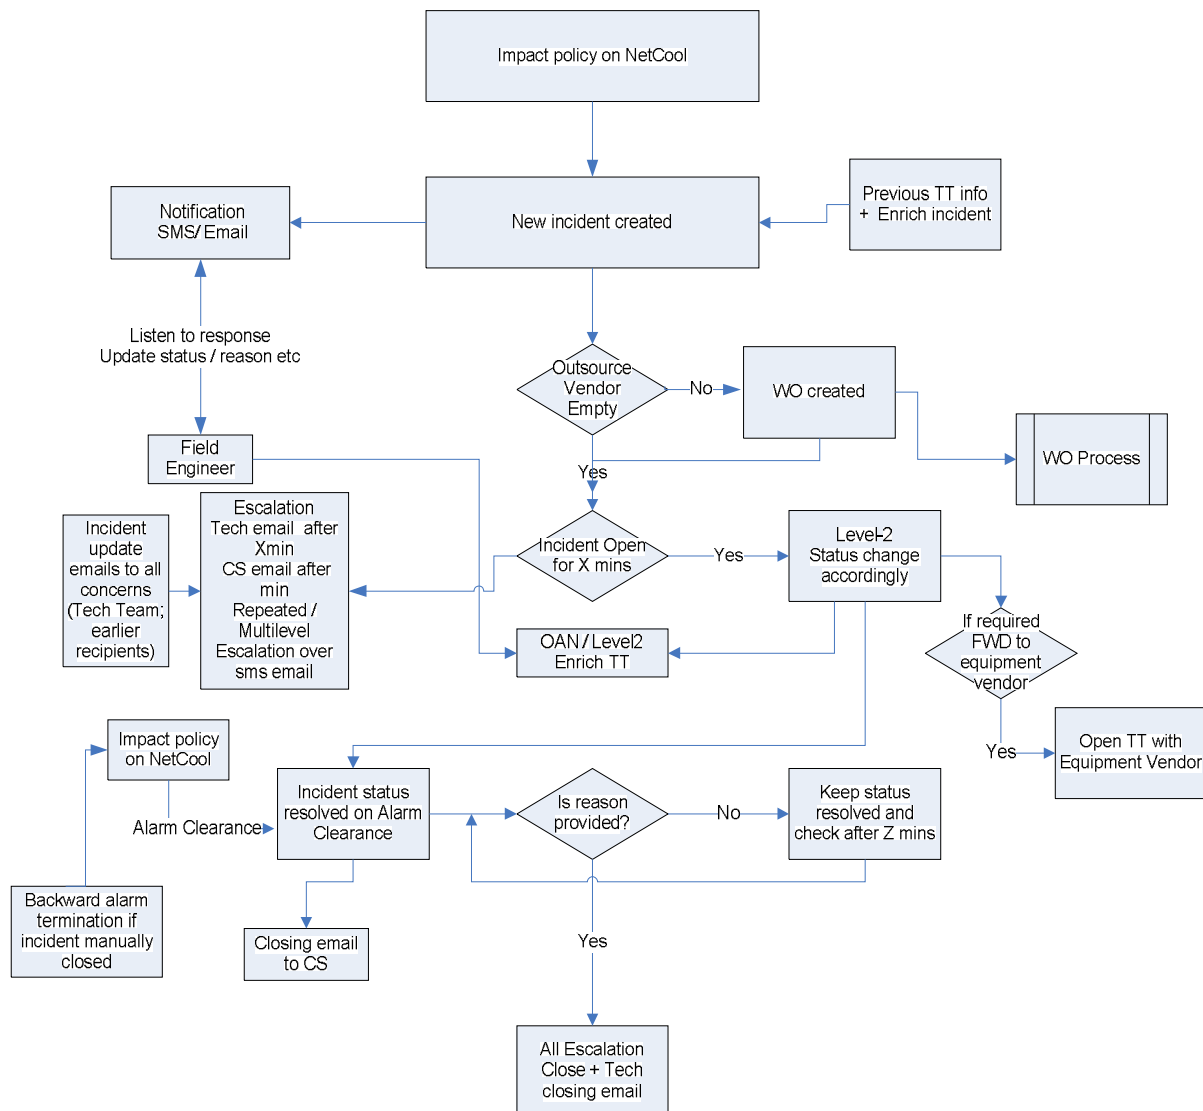 Impact policy on NetCool
Previous TT info
+ Enrich incident
Notification
SMS/ Email
New incident created
Listen to response
Update status / reason etc
Outsource
Vendor
Empty
No
WO created
Field
Engineer
WO Process
Yes
Incident
update
emails to all
concerns
(Tech Team;
earlier
recipients)
Escalation
Tech email after
Xmin
CS email after
min
Repeated /
Multilevel
Escalation over
sms email
Incident Open
for X mins
Yes
Level-2
Status change
accordingly
OAN / Level2
Enrich TT
If required
FWD to
equipment
vendor
Yes
Open TT with
Equipment Vendor
Impact policy
on NetCool
Alarm Clearance
Incident status
resolved on Alarm
Clearance
Is reason
provided?
No
Keep status
resolved and
check after Z mins
Backward alarm
termination if
incident manually
closed
Closing email
to CS
Yes
All Escalation
Close + Tech
closing email